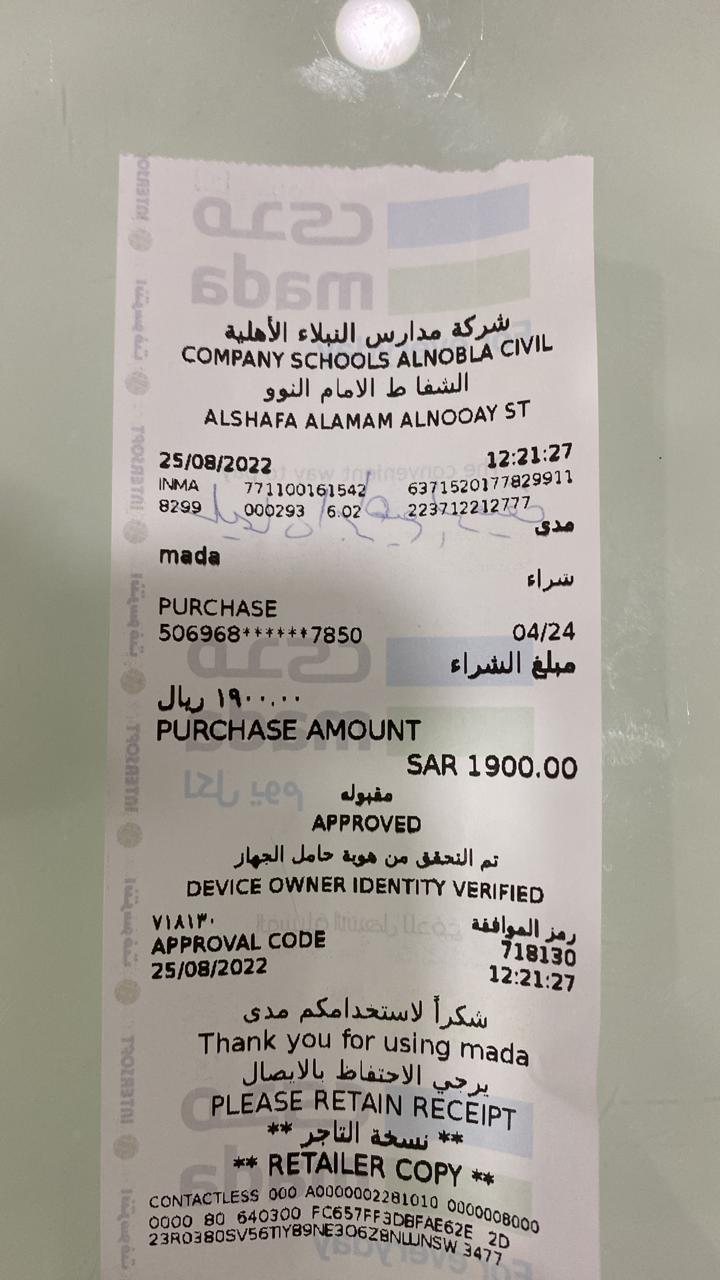 شركة مدارس النبلاء الأهلية
COMPANY SCHOOLS ALNOBLA CIVIL
الشفا ط الامام النوو
ALSHAFA ALAMAM ALNOOAY ST
25/08/2022 12:21:27
INMA 771100161542 6371520177829911
8299 000293 6.02 223712212777
مدى
mada
شراء
PURCHASE
506968******7850 04/24
مبلغ الشراء
١٩٠٠.٠٠ ريال
PURCHASE AMOUNT
SAR 1900.00
مقبوله
APPROVED
تم التحقق من هوية حامل الجهاز
DEVICE OWNER IDENTITY VERIFIED
٧١٨١٣٠ رمز الموافقة
APPROVAL CODE 718130
25/08/2022 12:21:27
شكراً لاستخدامكم مدى
Thank you for using mada
يرجي الاحتفاظ بالايصال
PLEASE RETAIN RECEIPT
** نسخة التاجر **
** RETAILER COPY **
CONTACTLESS 000 A0000002281010 0000008000
0000 80 640300 FC657FF3DBFAE62E 2D
23R0380SV56TIYB9NE3O6Z8NLWNSW 3477